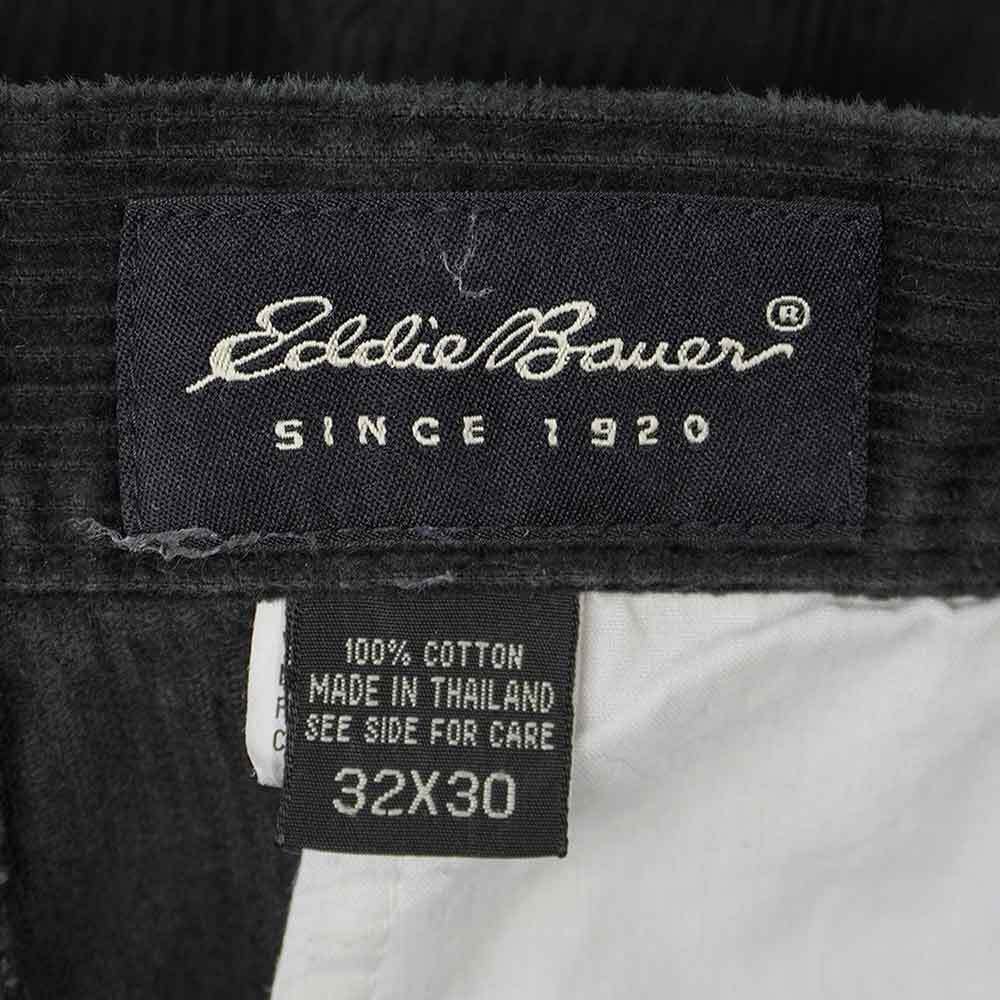 Eddie Bauer®
SINCE 1920
100% COTTON
MADE IN THAILAND
SEE SIDE FOR CARE
32X30